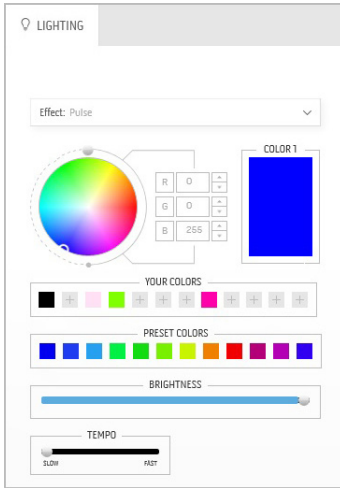 LIGHTING
Effect: Pulse
COLOR 1
R 0
G 0
B 255
YOUR COLORS
PRESET COLORS
BRIGHTNESS
TEMPO
SLOW FAST